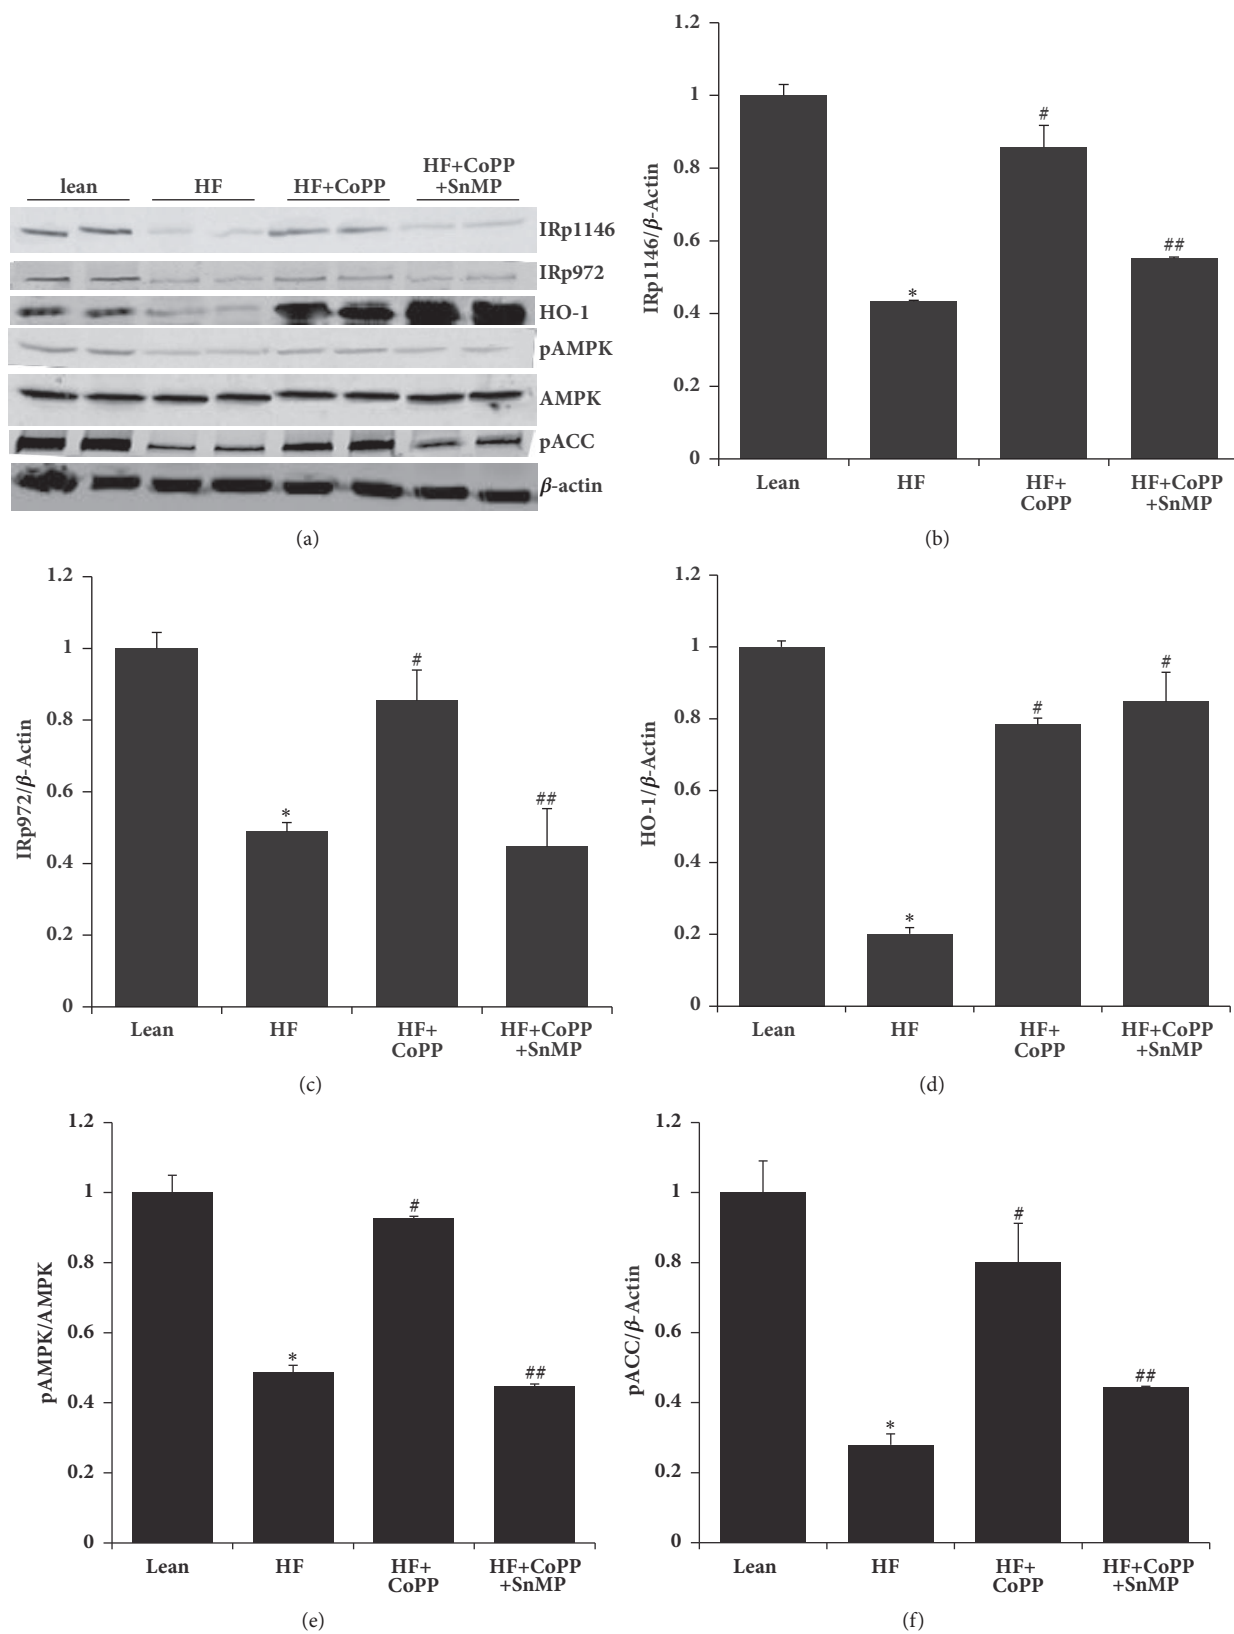 lean
HF
HF+CoPP
HF+CoPP
+SnMP
IRp1146
IRp972
HO-1
pAMPK
AMPK
pACC
β-actin
(a)
1.2
1
0.8
0.6
0.4
0.2
0
IRp1146/β-Actin
#
##
*
Lean
HF
HF+
CoPP
HF+CoPP
+SnMP
(b)
1.2
1
0.8
0.6
0.4
0.2
0
IRp972/β-Actin
#
##
*
Lean
HF
HF+
CoPP
HF+CoPP
+SnMP
(c)
1.2
1
0.8
0.6
0.4
0.2
0
HO-1/β-Actin
#
#
*
Lean
HF
HF+
CoPP
HF+CoPP
+SnMP
(d)
1.2
1
0.8
0.6
0.4
0.2
0
pAMPK/AMPK
#
*
##
Lean
HF
HF+
CoPP
HF+CoPP
+SnMP
(e)
1.2
1
0.8
0.6
0.4
0.2
0
pACC/β-Actin
#
##
*
Lean
HF
HF+
CoPP
HF+CoPP
+SnMP
(f)